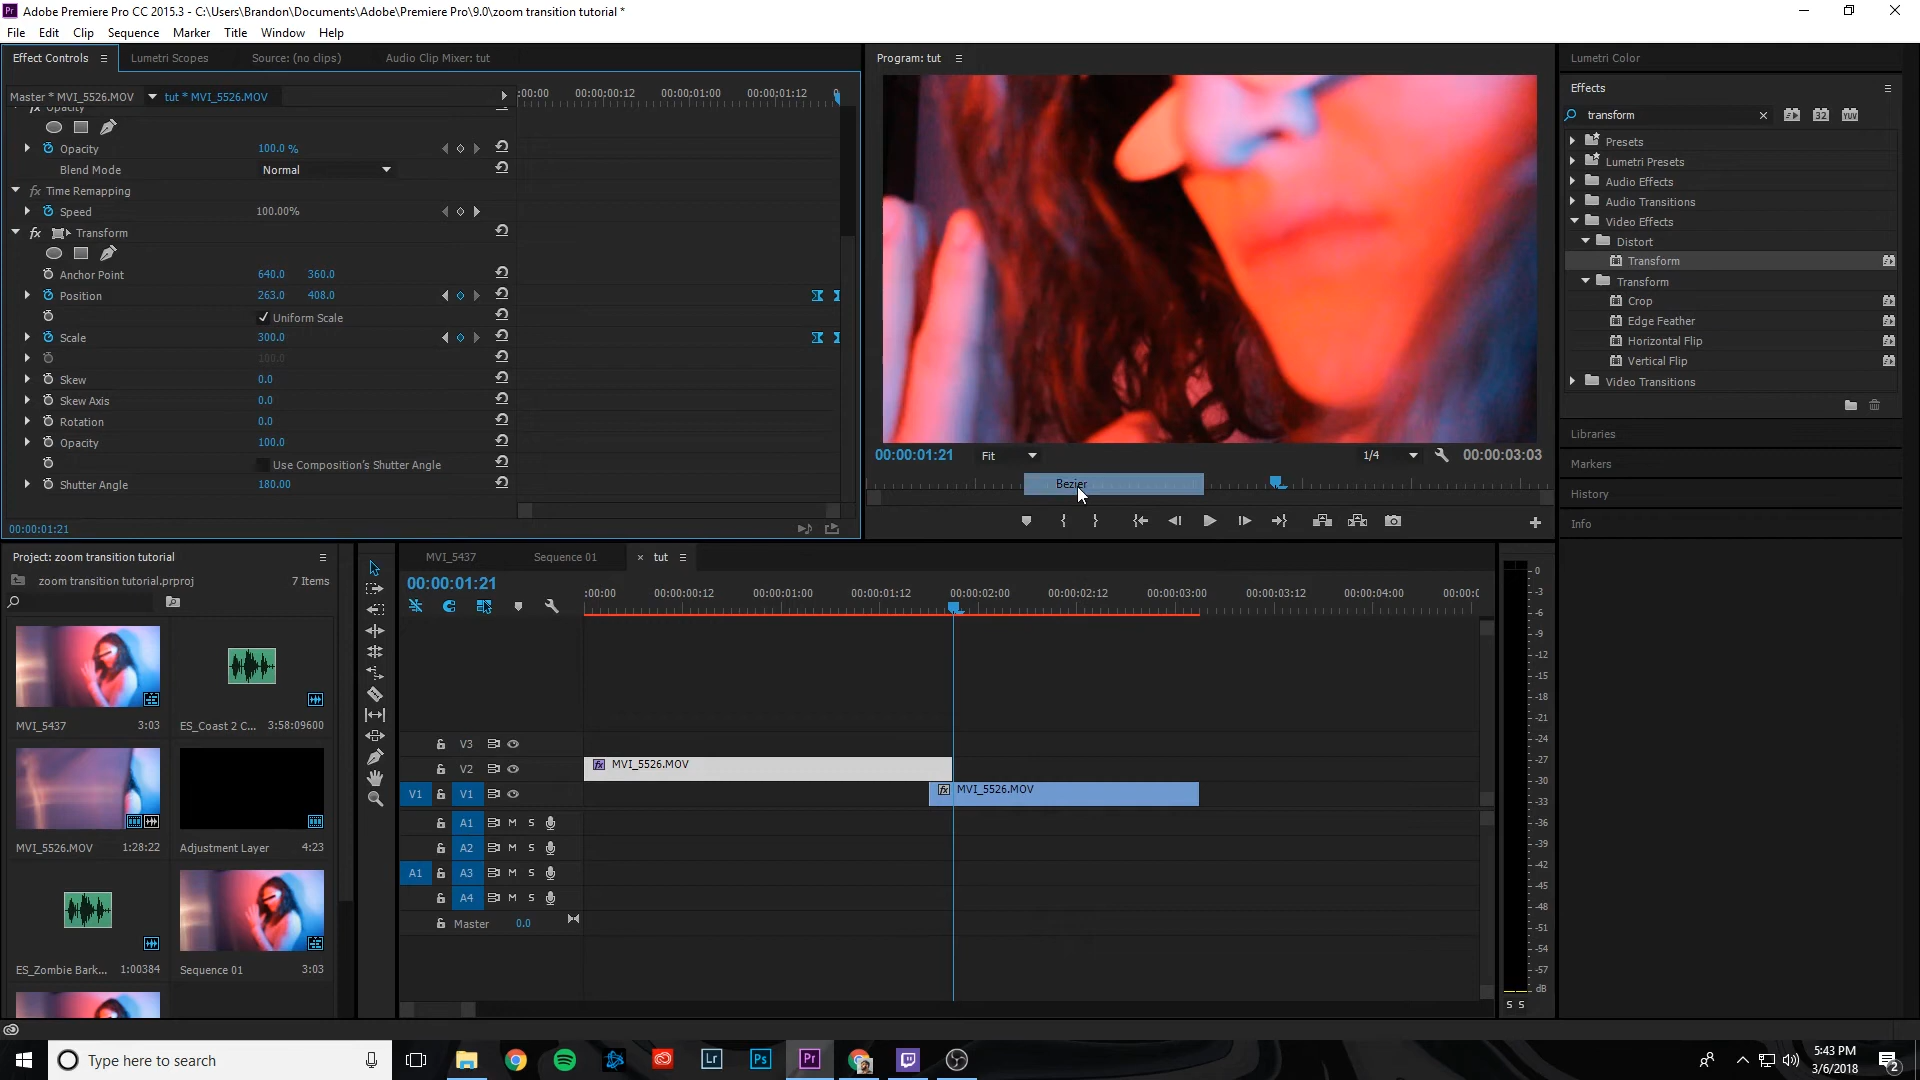 Pr Adobe Premiere Pro CC 2015.3 - C:\Users\Brandon\Documents\Adobe\Premiere Pro\9.0\zoom transition tutorial *
File Edit Clip Sequence Marker Title Window Help
Effect Controls Lumetri Scopes Source: (no clips) Audio Clip Mixer: tut
Master * MVI_5526.MOV tut * MVI_5526.MOV
:00:00 00:00:00:12 00:00:01:00 00:00:01:12 0
fx Opacity
Opacity 100.0 %
Blend Mode Normal
fx Time Remapping
Speed 100.00%
fx Transform
Anchor Point 640.0 360.0
Position 263.0 408.0
Uniform Scale
Scale 300.0
100.0
Skew 0.0
Skew Axis 0.0
Rotation 0.0
Opacity 100.0
Use Composition's Shutter Angle
Shutter Angle 180.00
00:00:01:21
Program: tut
00:00:01:21 Fit 1/4 00:00:03:03
Bezier
Lumetri Color
Effects
transform
32 YUV
Presets
Lumetri Presets
Audio Effects
Audio Transitions
Video Effects
Distort
Transform
Transform
Crop
Edge Feather
Horizontal Flip
Vertical Flip
Video Transitions
Libraries
Markers
History
Info
Project: zoom transition tutorial
zoom transition tutorial.prproj 7 Items
MVI_5437 3:03
ES_Coast 2 C... 3:58:09600
MVI_5526.MOV 1:28:22
Adjustment Layer 4:23
ES_Zombie Bark... 1:00384
Sequence 01 3:03
MVI_5437 Sequence 01 × tut
00:00:01:21
:00:00 00:00:00:12 00:00:01:00 00:00:01:12 00:00:02:00 00:00:02:12 00:00:03:00 00:00:03:12 00:00:04:00 00:00:0
V3
V2
fx MVI_5526.MOV
V1 V1
fx MVI_5526.MOV
A1 M S
A2 M S
A1 A3 M S
A4 M S
Master 0.0
0
-3
-6
-9
-12
-15
-18
-21
-24
-27
-30
-33
-36
-39
-42
-45
-48
-51
-54
-57
dB
S S
Type here to search
Lr Ps Pr
5:43 PM
3/6/2018
2